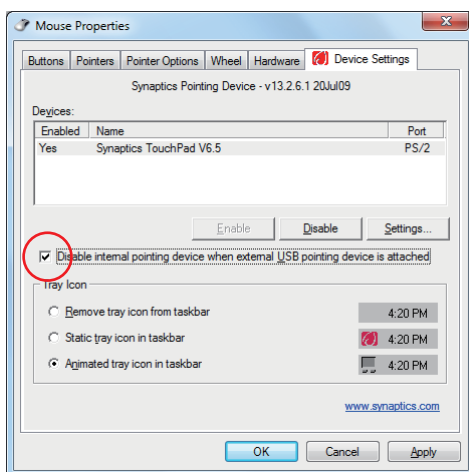 Mouse Properties
Buttons Pointers Pointer Options Wheel Hardware Device Settings
Synaptics Pointing Device - v13.2.6.1 20Jul09
Devices:
Enabled Name Port
Yes Synaptics TouchPad V6.5 PS/2
Enable Disable Settings...
Disable internal pointing device when external USB pointing device is attached
Tray Icon
Remove tray icon from taskbar 4:20 PM
Static tray icon in taskbar 4:20 PM
Animated tray icon in taskbar 4:20 PM
www.synaptics.com
OK Cancel Apply